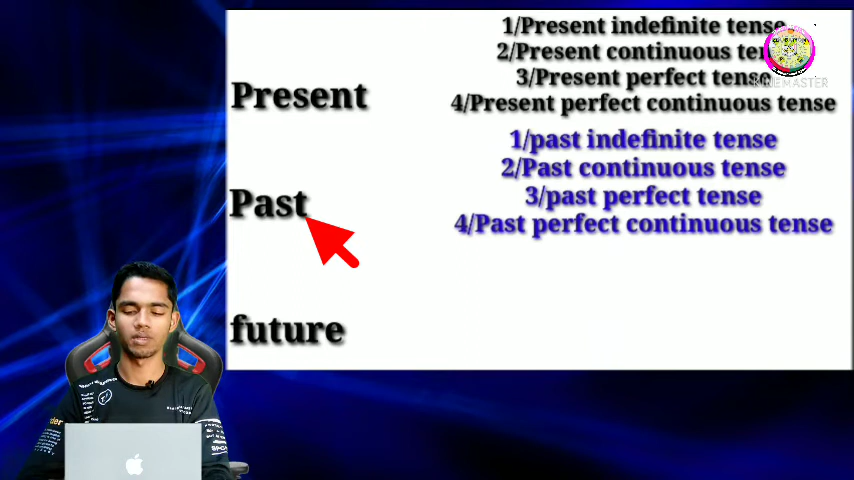 1/Present indefinite tense
2/Present continuous
3/Present perfect tense
4/Present perfect continuous tense
Present
1/past indefinite tense
2/Past continuous tense
3/past perfect tense
4/Past perfect continuous tense
Past
future